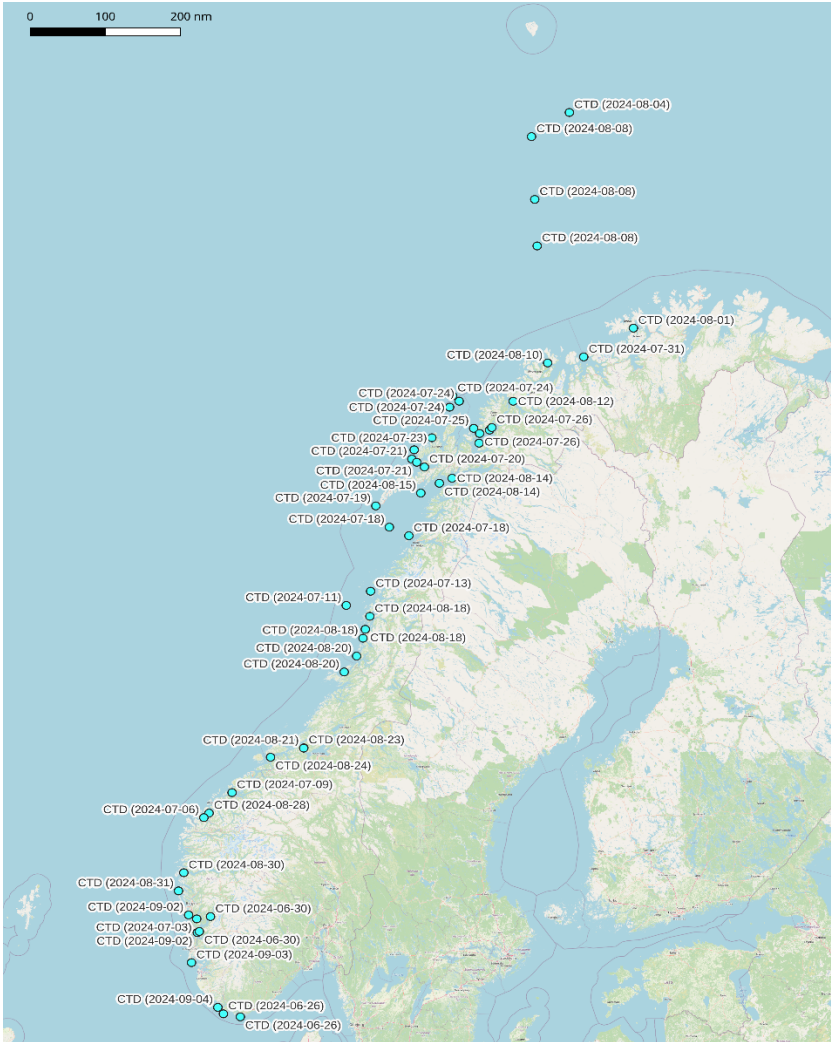 0 100 200 nm
CTD (2024-08-04)
CTD (2024-08-08)
CTD (2024-08-08)
CTD (2024-08-08)
CTD (2024-08-01)
CTD (2024-07-31)
CTD (2024-08-10)
CTD (2024-07-24)
CTD (2024-07-24)
CTD (2024-08-12)
CTD (2024-07-24)
CTD (2024-07-25)
CTD (2024-07-26)
CTD (2024-07-23)
CTD (2024-07-26)
CTD (2024-07-21)
CTD (2024-07-20)
CTD (2024-07-21)
CTD (2024-08-14)
CTD (2024-08-15)
CTD (2024-08-14)
CTD (2024-07-19)
CTD (2024-07-18)
CTD (2024-07-18)
CTD (2024-07-13)
CTD (2024-07-11)
CTD (2024-08-18)
CTD (2024-08-18)
CTD (2024-08-18)
CTD (2024-08-20)
CTD (2024-08-20)
CTD (2024-08-21)
CTD (2024-08-23)
CTD (2024-08-24)
CTD (2024-07-09)
CTD (2024-07-06)
CTD (2024-08-28)
CTD (2024-08-30)
CTD (2024-08-31)
CTD (2024-09-02)
CTD (2024-06-30)
CTD (2024-07-03)
CTD (2024-09-02)
CTD (2024-06-30)
CTD (2024-09-03)
CTD (2024-09-04)
CTD (2024-06-26)
CTD (2024-06-26)